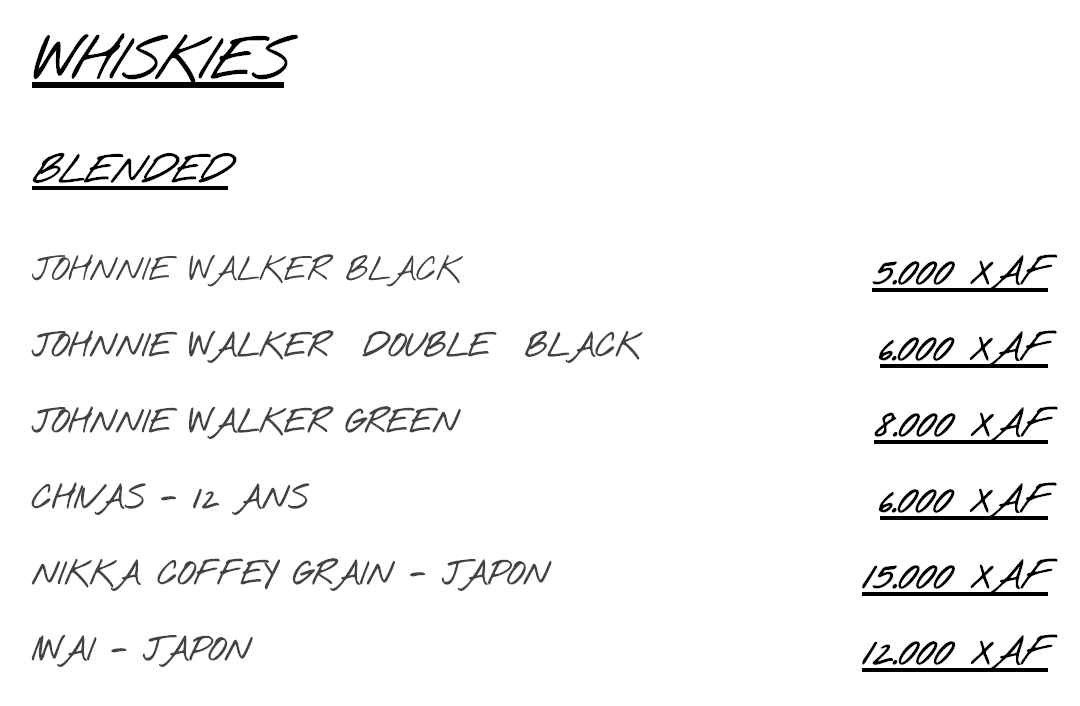 WHISKIES
BLENDED
JOHNNIE WALKER BLACK 5.000 XAF
JOHNNIE WALKER DOUBLE BLACK 6.000 XAF
JOHNNIE WALKER GREEN 8.000 XAF
CHIVAS - 12 ANS 6.000 XAF
NIKKA COFFEY GRAIN - JAPON 15.000 XAF
IWAI - JAPON 12.000 XAF